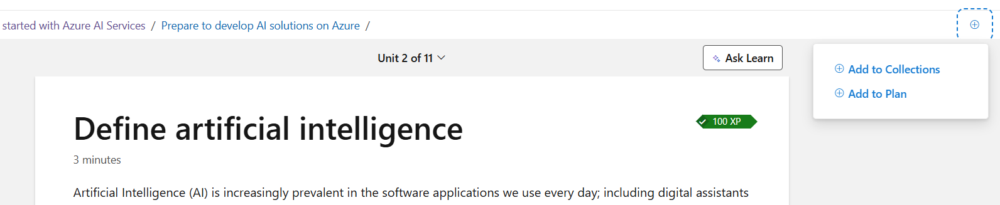 started with Azure AI Services / Prepare to develop AI solutions on Azure /
Unit 2 of 11
Ask Learn
Add to Collections
Add to Plan
Define artificial intelligence
100 XP
3 minutes
Artificial Intelligence (AI) is increasingly prevalent in the software applications we use every day; including digital assistants